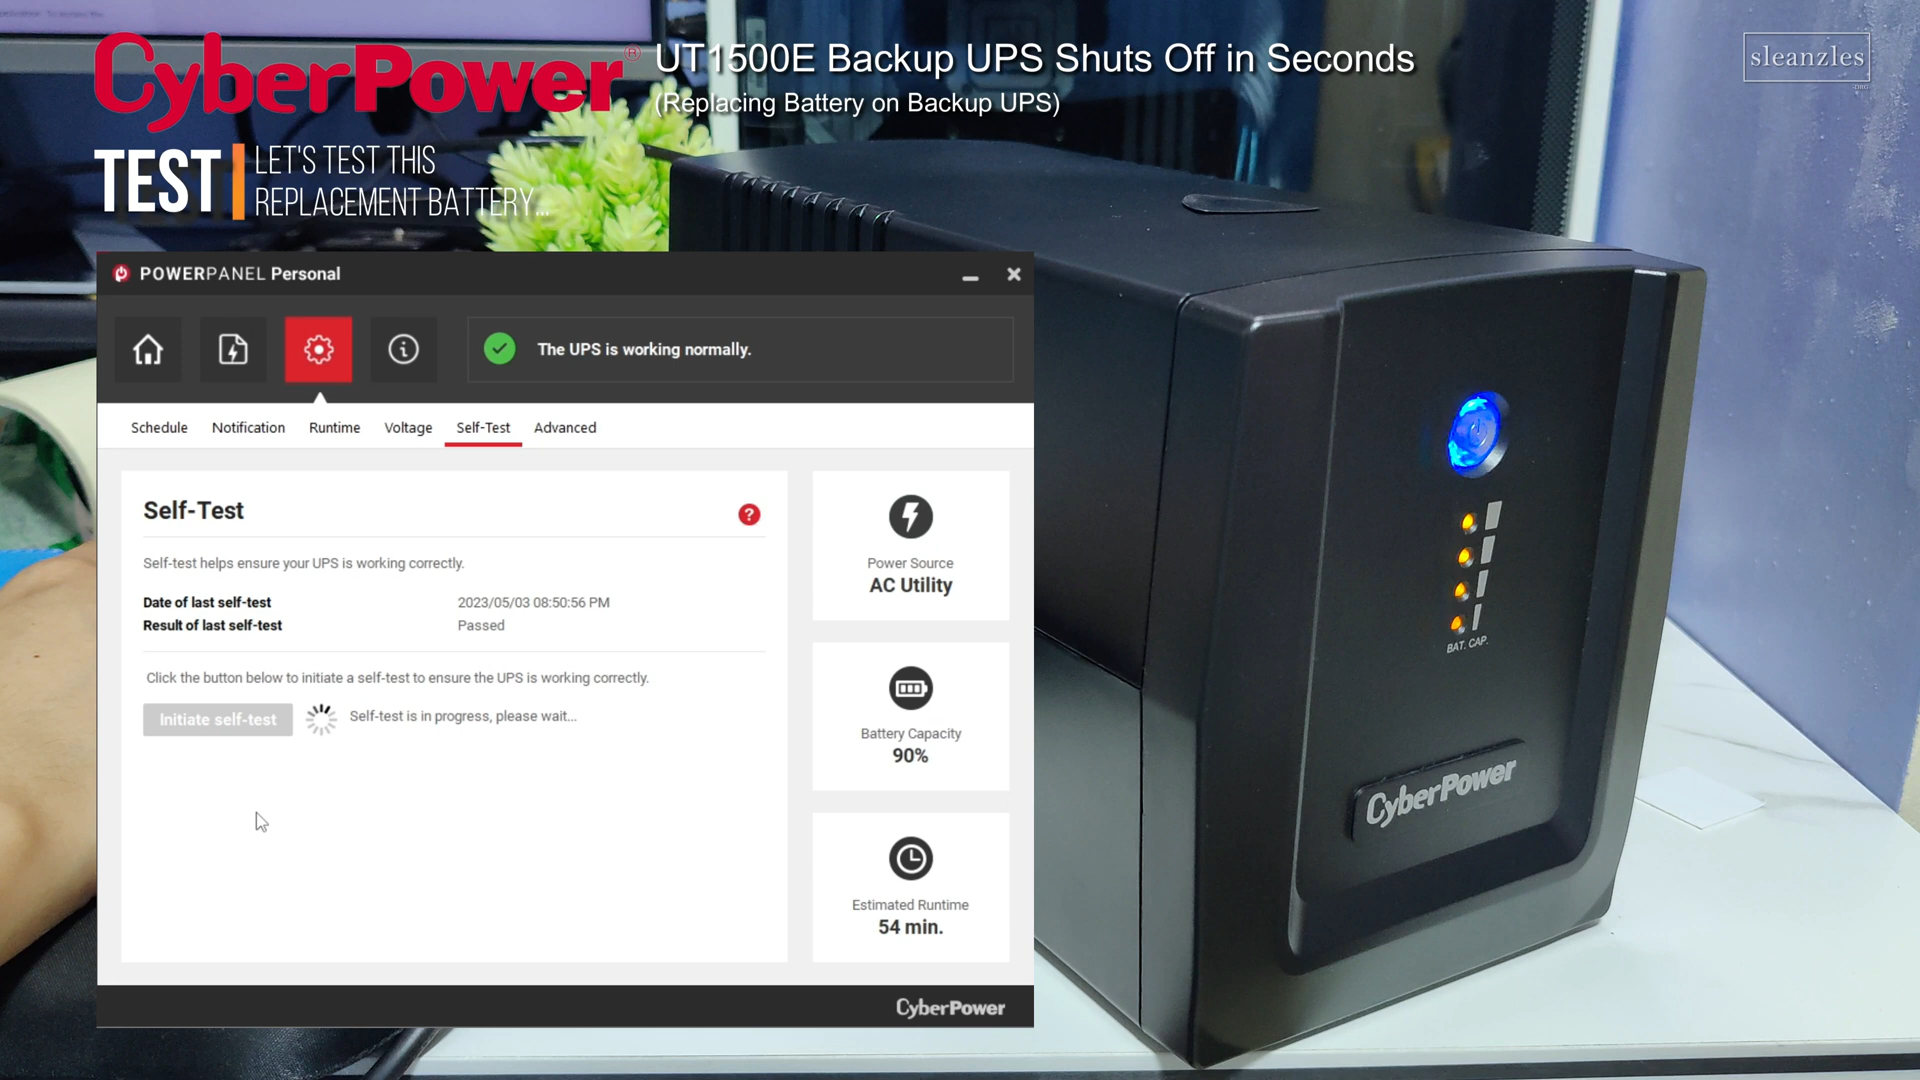 CyberPower®
UT1500E Backup UPS Shuts Off in Seconds
(Replacing Battery on Backup UPS)
sleanzles
.ORG
TEST
LET'S TEST THIS
REPLACEMENT BATTERY...
POWERPANEL Personal
The UPS is working normally.
Schedule Notification Runtime Voltage Self-Test Advanced
Self-Test
?
Self-test helps ensure your UPS is working correctly.
Date of last self-test 2023/05/03 08:50:56 PM
Result of last self-test Passed
Click the button below to initiate a self-test to ensure the UPS is working correctly.
Initiate self-test Self-test is in progress, please wait...
Power Source
AC Utility
Battery Capacity
90%
Estimated Runtime
54 min.
CyberPower
BAT. CAP.
CyberPower